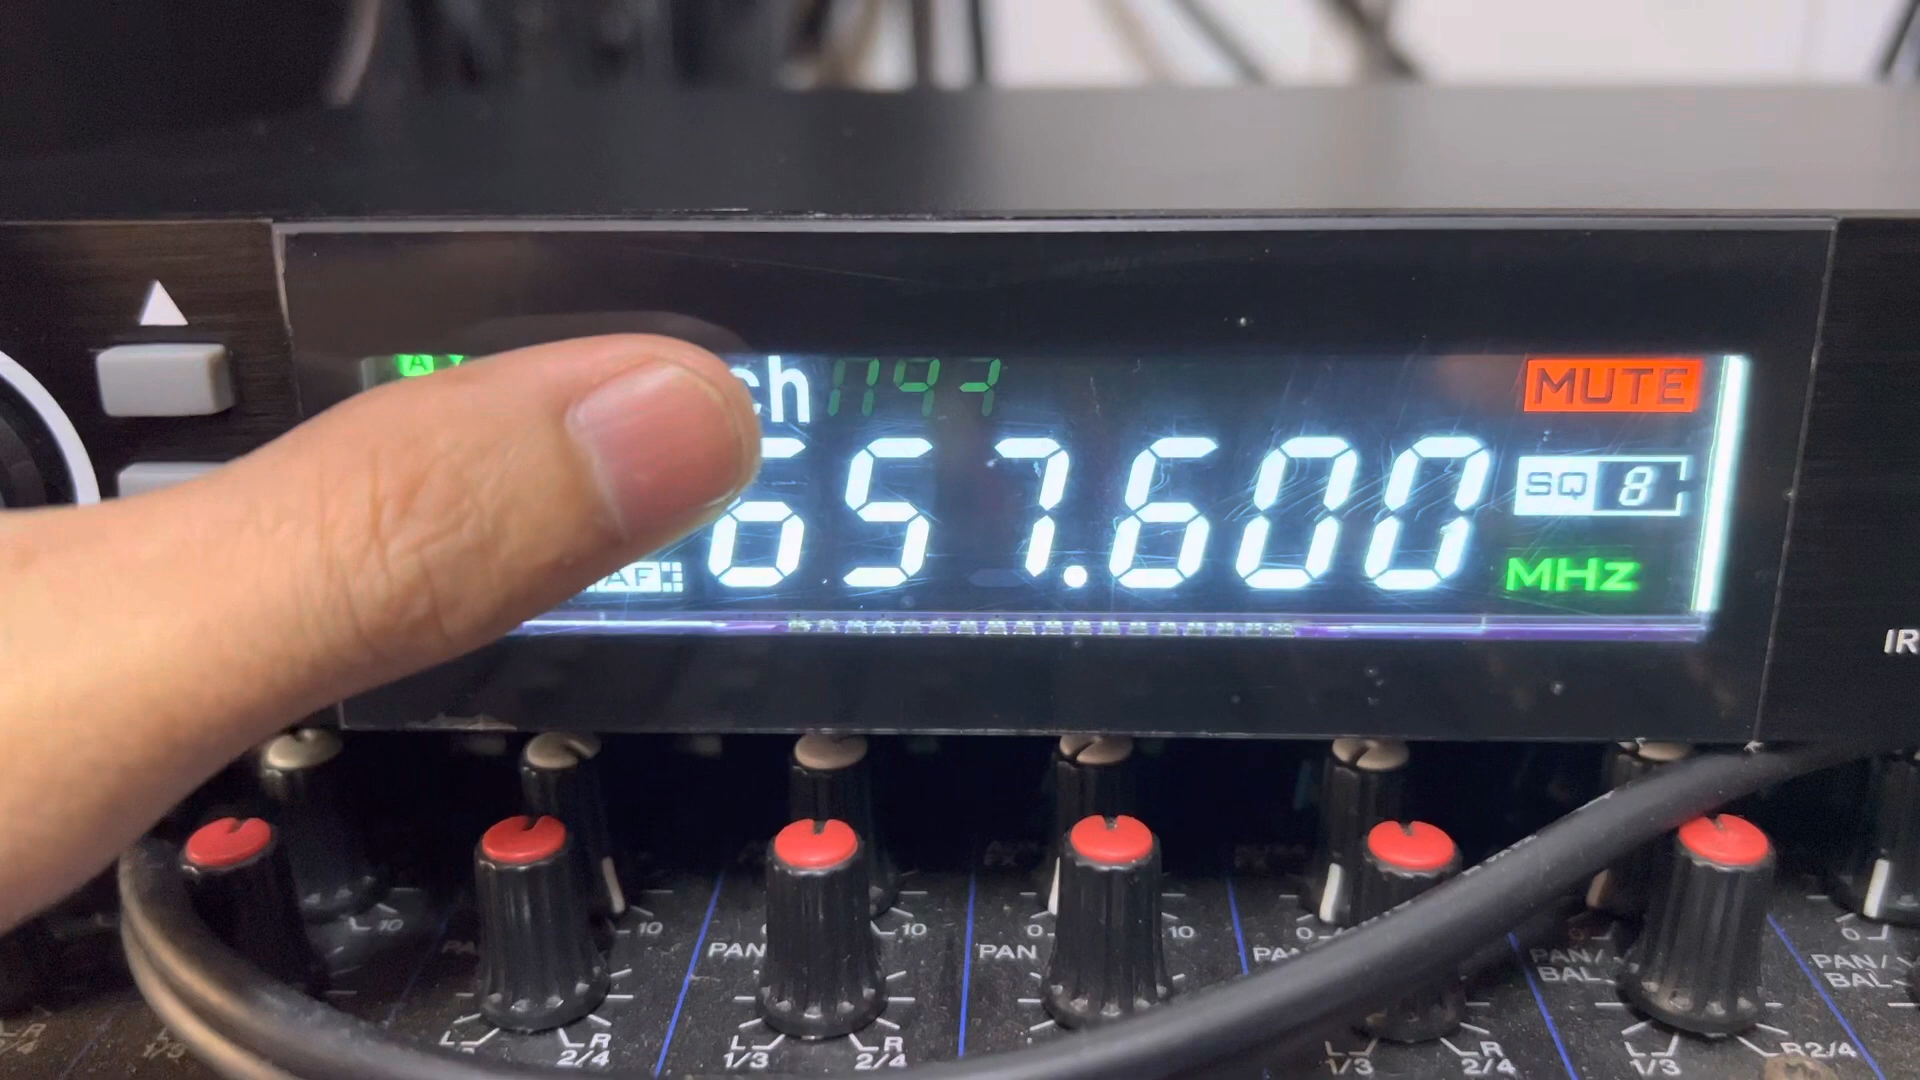 A
ch
MUTE
657.600
SQ 8
AF
MHz
IR
10
10
10
0
10
0
0
PAN
PAN
PAN
PAN/
BAL
PAN/
BAL
L R
2/4
L R
1/3 2/4
L R
1/3 2/4
L R2/4
1/3